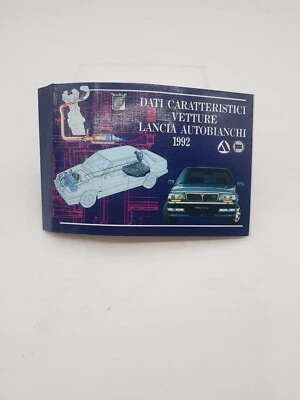 DATI CARATTERISTICI
VETTURE
LANCIA AUTOBIANCHI
1992